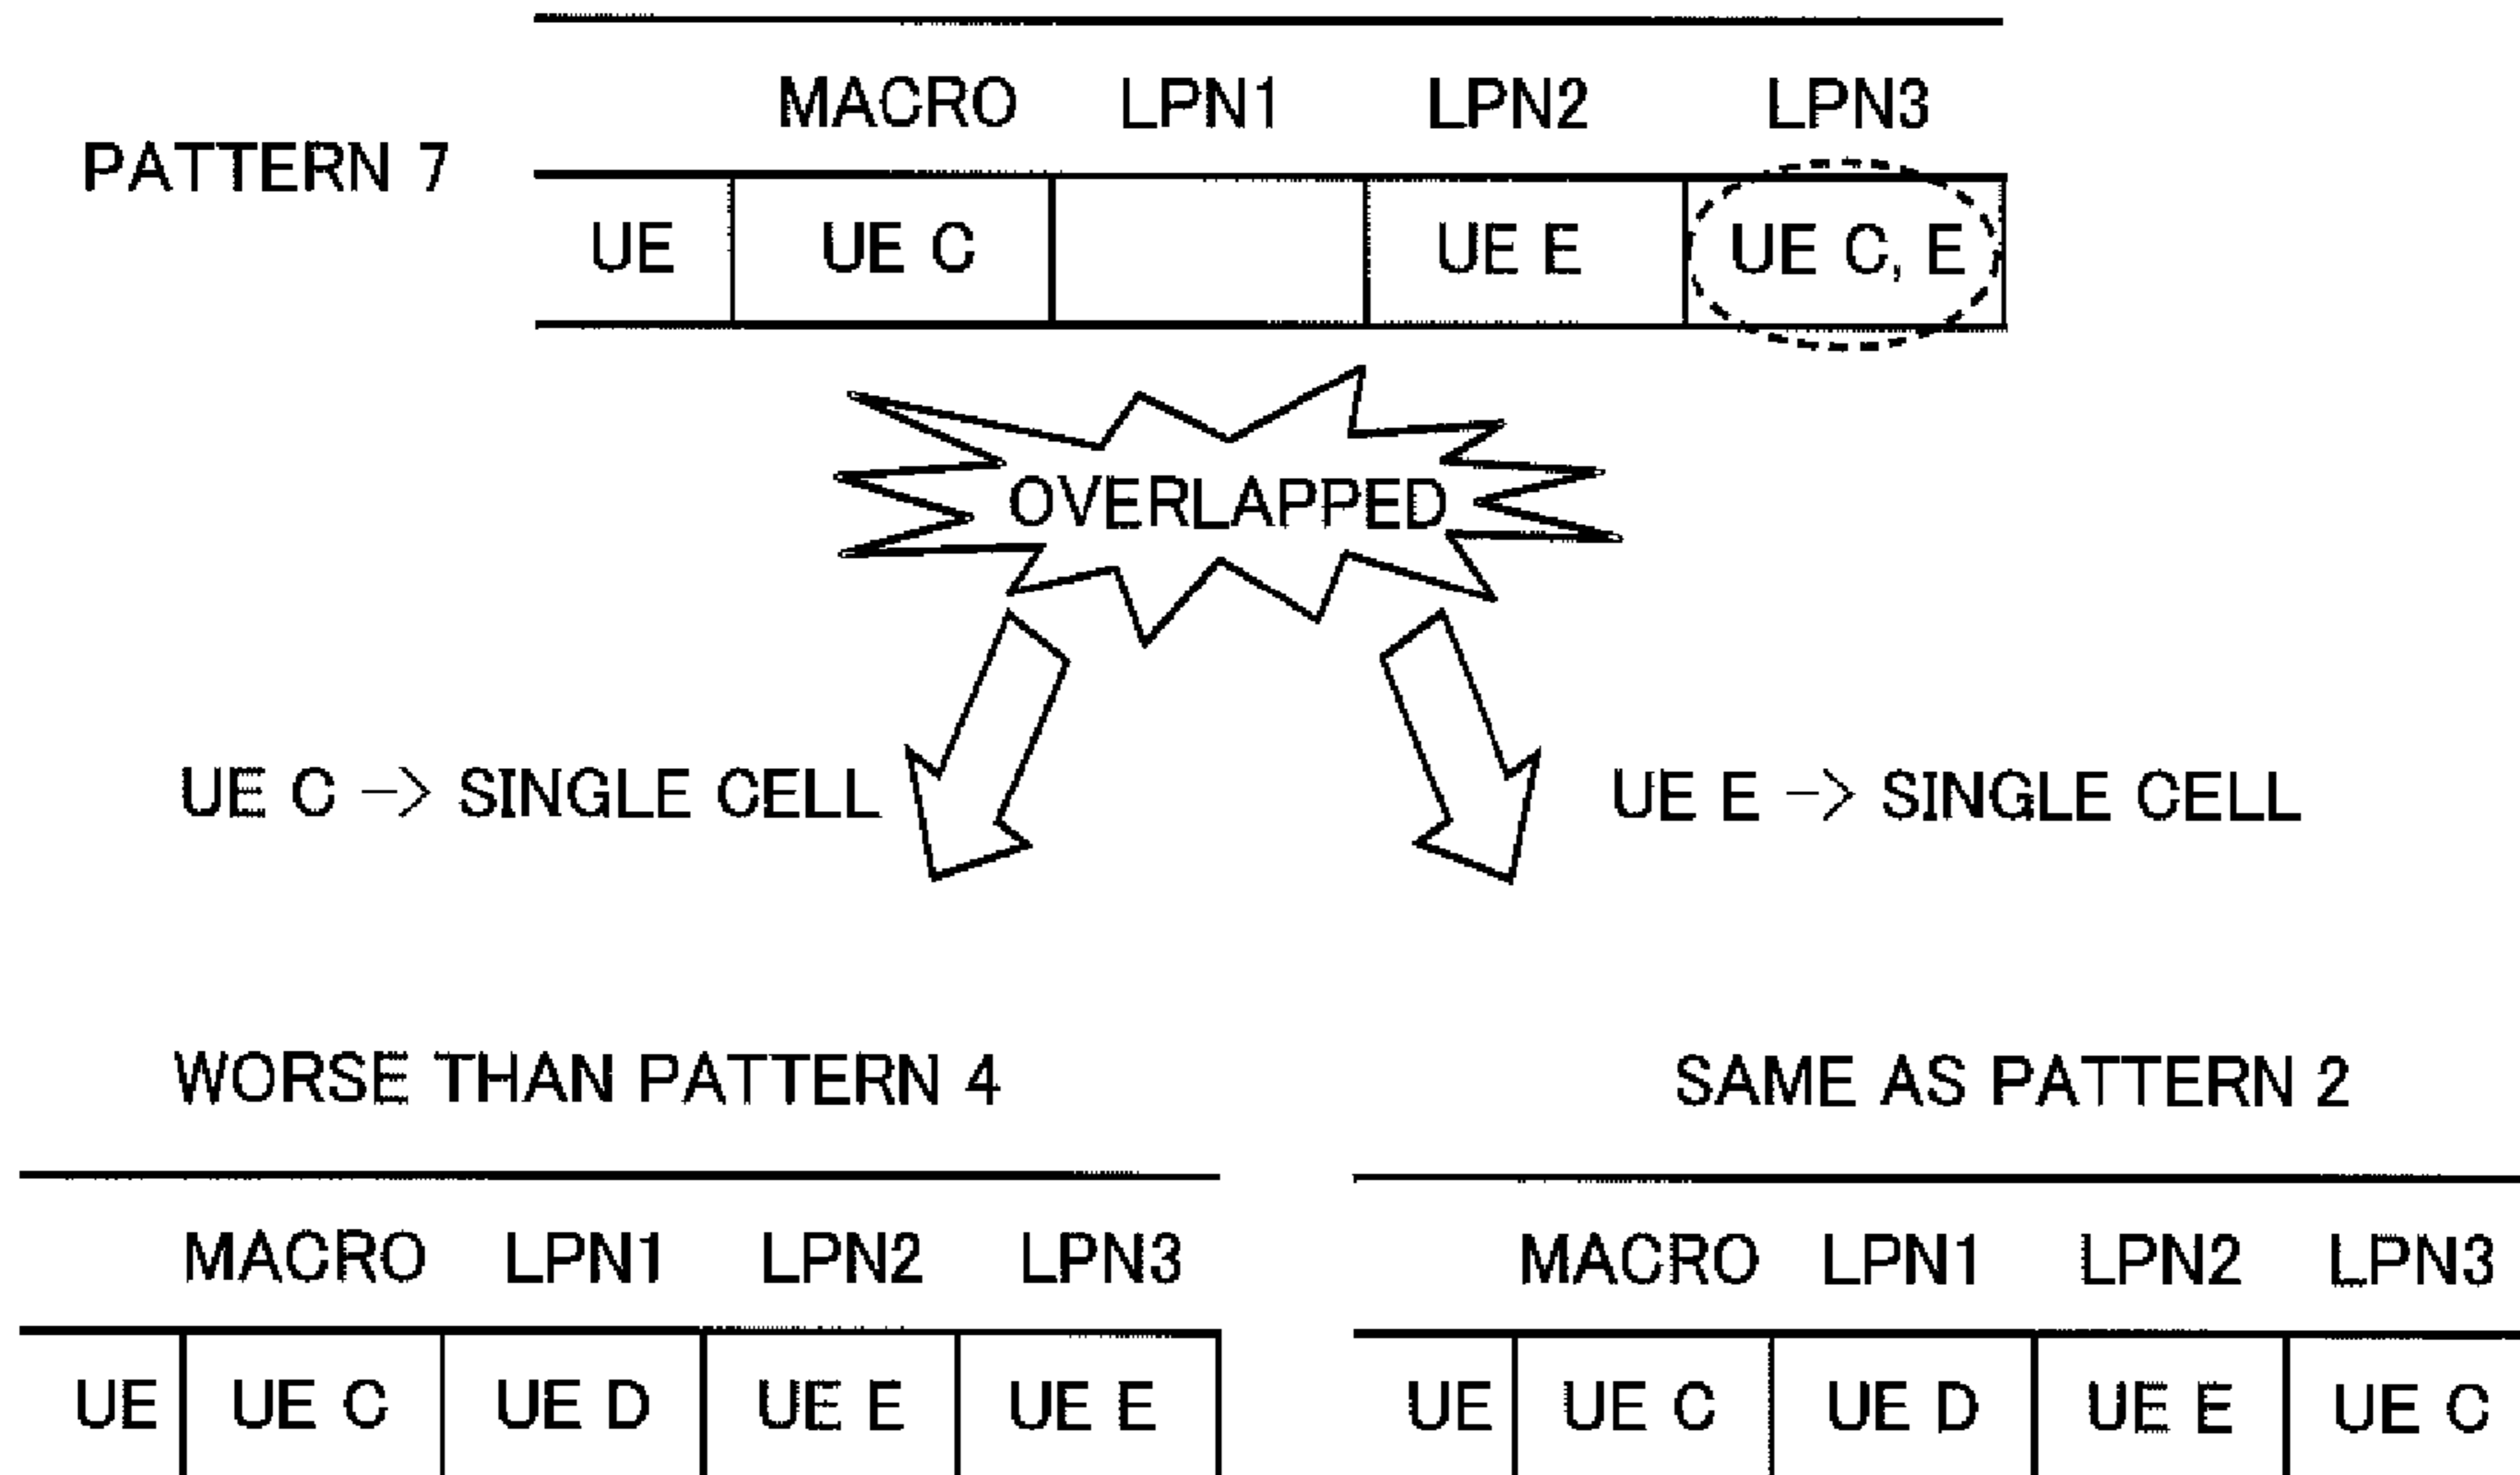 MACRO LPN1 LPN2 LPN3
PATTERN 7
UE UE C UE E UE C, E
OVERLAPPED
UE C -> SINGLE CELL UE E -> SINGLE CELL
WORSE THAN PATTERN 4 SAME AS PATTERN 2
MACRO LPN1 LPN2 LPN3 MACRO LPN1 LPN2 LPN3
UE UE C UE D UE E UE E UE UE C UE D UE E UE C